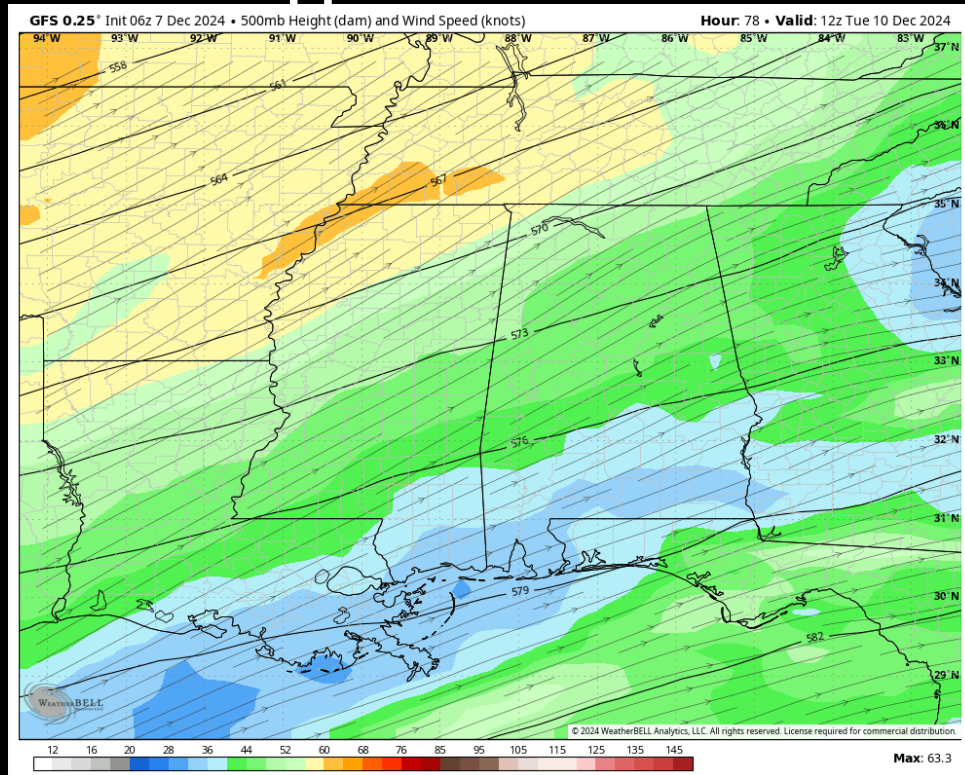 GFS 0.25° Init 06z 7 Dec 2024 • 500mb Height (dam) and Wind Speed (knots)
Hour: 78 • Valid: 12z Tue 10 Dec 2024
94°W 93°W 92°W 91°W 90°W 89°W 88°W 87°W 86°W 85°W 84°W 83°W
37°N
558
561
36°N
564
567
35°N
570
34°N
573
33°N
576
32°N
31°N
579
30°N
582
29°N
WEATHERBELL
© 2024 WeatherBELL Analytics, LLC. All rights reserved. License required for commercial distribution.
12 16 20 28 36 44 52 60 68 76 85 95 105 115 125 135 145
Max: 63.3